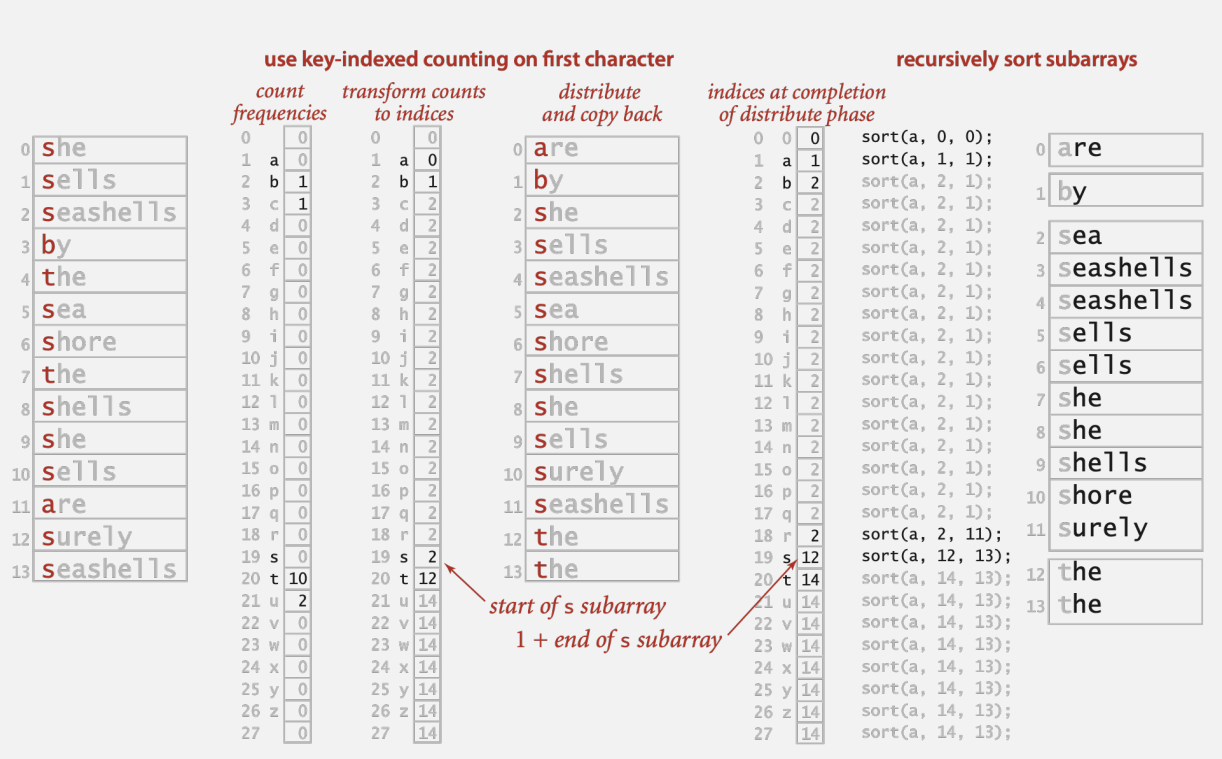 use key-indexed counting on first character
recursively sort subarrays
count
frequencies
transform counts
to indices
distribute
and copy back
indices at completion
of distribute phase
0 she
1 sells
2 seashells
3 by
4 the
5 sea
6 shore
7 the
8 shells
9 she
10 sells
11 are
12 surely
13 seashells
0 0
1 a 0
2 b 1
3 c 1
4 d 0
5 e 0
6 f 0
7 g 0
8 h 0
9 i 0
10 j 0
11 k 0
12 l 0
13 m 0
14 n 0
15 o 0
16 p 0
17 q 0
18 r 0
19 s 0
20 t 10
21 u 2
22 v 0
23 w 0
24 x 0
25 y 0
26 z 0
27 0
0 0
1 a 0
2 b 1
3 c 2
4 d 2
5 e 2
6 f 2
7 g 2
8 h 2
9 i 2
10 j 2
11 k 2
12 l 2
13 m 2
14 n 2
15 o 2
16 p 2
17 q 2
18 r 2
19 s 2
20 t 12
21 u 14
22 v 14
23 w 14
24 x 14
25 y 14
26 z 14
27 14
0 are
1 by
2 she
3 sells
4 seashells
5 sea
6 shore
7 shells
8 she
9 sells
10 surely
11 seashells
12 the
13 the
start of s subarray
1 + end of s subarray
0 0 0 sort(a, 0, 0);
1 a 1 sort(a, 1, 1);
2 b 2 sort(a, 2, 1);
3 c 2 sort(a, 2, 1);
4 d 2 sort(a, 2, 1);
5 e 2 sort(a, 2, 1);
6 f 2 sort(a, 2, 1);
7 g 2 sort(a, 2, 1);
8 h 2 sort(a, 2, 1);
9 i 2 sort(a, 2, 1);
10 j 2 sort(a, 2, 1);
11 k 2 sort(a, 2, 1);
12 l 2 sort(a, 2, 1);
13 m 2 sort(a, 2, 1);
14 n 2 sort(a, 2, 1);
15 o 2 sort(a, 2, 1);
16 p 2 sort(a, 2, 1);
17 q 2 sort(a, 2, 1);
18 r 2 sort(a, 2, 11);
19 s 12 sort(a, 12, 13);
20 t 14 sort(a, 14, 13);
21 u 14 sort(a, 14, 13);
22 v 14 sort(a, 14, 13);
23 w 14 sort(a, 14, 13);
24 x 14 sort(a, 14, 13);
25 y 14 sort(a, 14, 13);
26 z 14 sort(a, 14, 13);
27 14 sort(a, 14, 13);
0 are
1 by
2 sea
3 seashells
4 seashells
5 sells
6 sells
7 she
8 she
9 shells
10 shore
11 surely
12 the
13 the